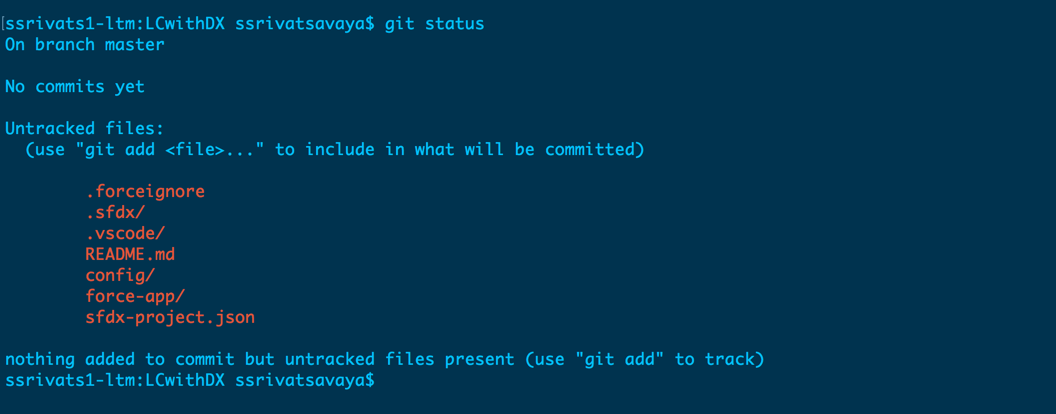 [ssrivats1-ltm:LCwithDX ssrivatsavaya$ git status
On branch master
No commits yet
Untracked files:
(use "git add <file>..." to include in what will be committed)
.forceignore
.sfdx/
.vscode/
README.md
config/
force-app/
sfdx-project.json
nothing added to commit but untracked files present (use "git add" to track)
ssrivats1-ltm:LCwithDX ssrivatsavaya$